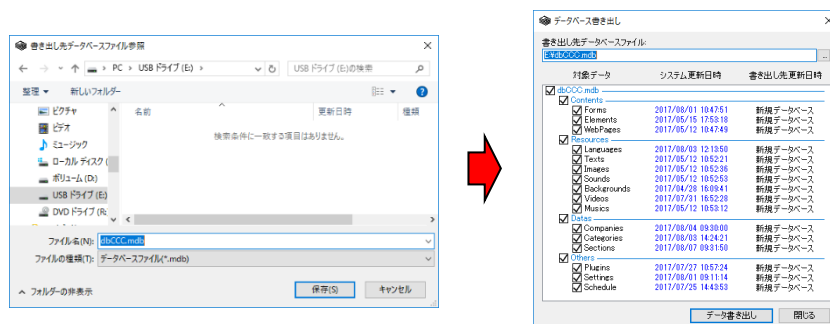 書き出し先データベースファイル参照
PC > USB ドライブ (E:) >
USB ドライブ (E:)の検索
整理 新しいフォルダー
ピクチャ
ビデオ
ミュージック
ローカル ディスク (
ボリューム (D:)
USB ドライブ (E:)
DVD ドライブ (R:
名前 更新日時 種類
検索条件に一致する項目はありません。
ファイル名(N): dbCCC.mdb
ファイルの種類(T): データベースファイル(*.mdb)
フォルダーの非表示
保存(S) キャンセル
データベース書き出し
書き出し先データベースファイル:
E:¥dbCCC.mdb
...
対象データ システム更新日時 書き出し先更新日時
dbCCC.mdb
Contents
Forms 2017/08/01 10:47:51 新規データベース
Elements 2017/05/15 17:53:18 新規データベース
WebPages 2017/05/12 10:47:49 新規データベース
Resources
Languages 2017/08/03 12:13:50 新規データベース
Texts 2017/05/12 10:52:21 新規データベース
Images 2017/05/12 10:52:36 新規データベース
Sounds 2017/05/12 10:52:53 新規データベース
Backgrounds 2017/04/28 16:09:41 新規データベース
Videos 2017/07/31 16:52:28 新規データベース
Musics 2017/05/12 10:53:12 新規データベース
Datas
Companies 2017/08/04 09:30:00 新規データベース
Categories 2017/08/03 14:24:21 新規データベース
Sections 2017/08/07 09:31:50 新規データベース
Others
Plugins 2017/07/27 10:57:24 新規データベース
Settings 2017/08/01 09:11:14 新規データベース
Schedule 2017/07/25 14:43:53 新規データベース
データ書き出し 閉じる